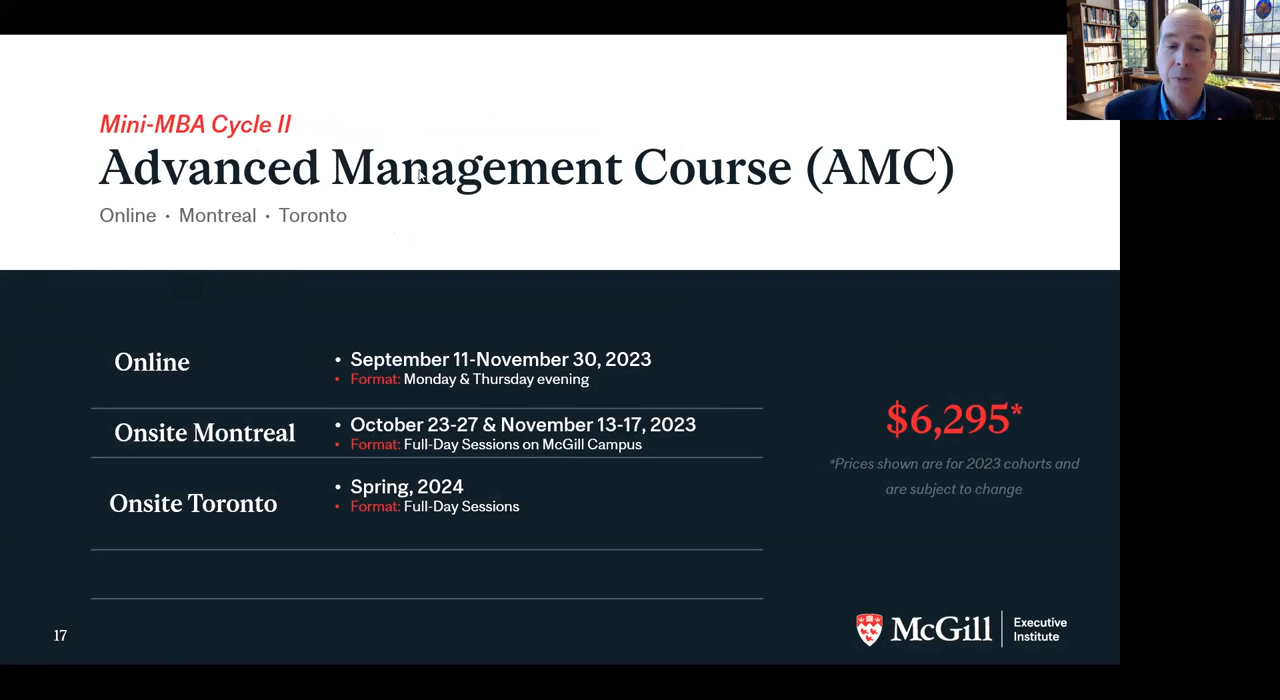 Mini-MBA Cycle II
Advanced Management Course (AMC)
Online · Montreal · Toronto
Online
• September 11-November 30, 2023
• Format: Monday & Thursday evening
Onsite Montreal
• October 23-27 & November 13-17, 2023
• Format: Full-Day Sessions on McGill Campus
Onsite Toronto
• Spring, 2024
• Format: Full-Day Sessions
$6,295*
*Prices shown are for 2023 cohorts and
are subject to change
17
McGill
Executive
Institute